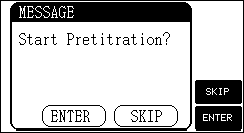 MESSAGE
Start Pretitration?
SKIP
ENTER SKIP
ENTER